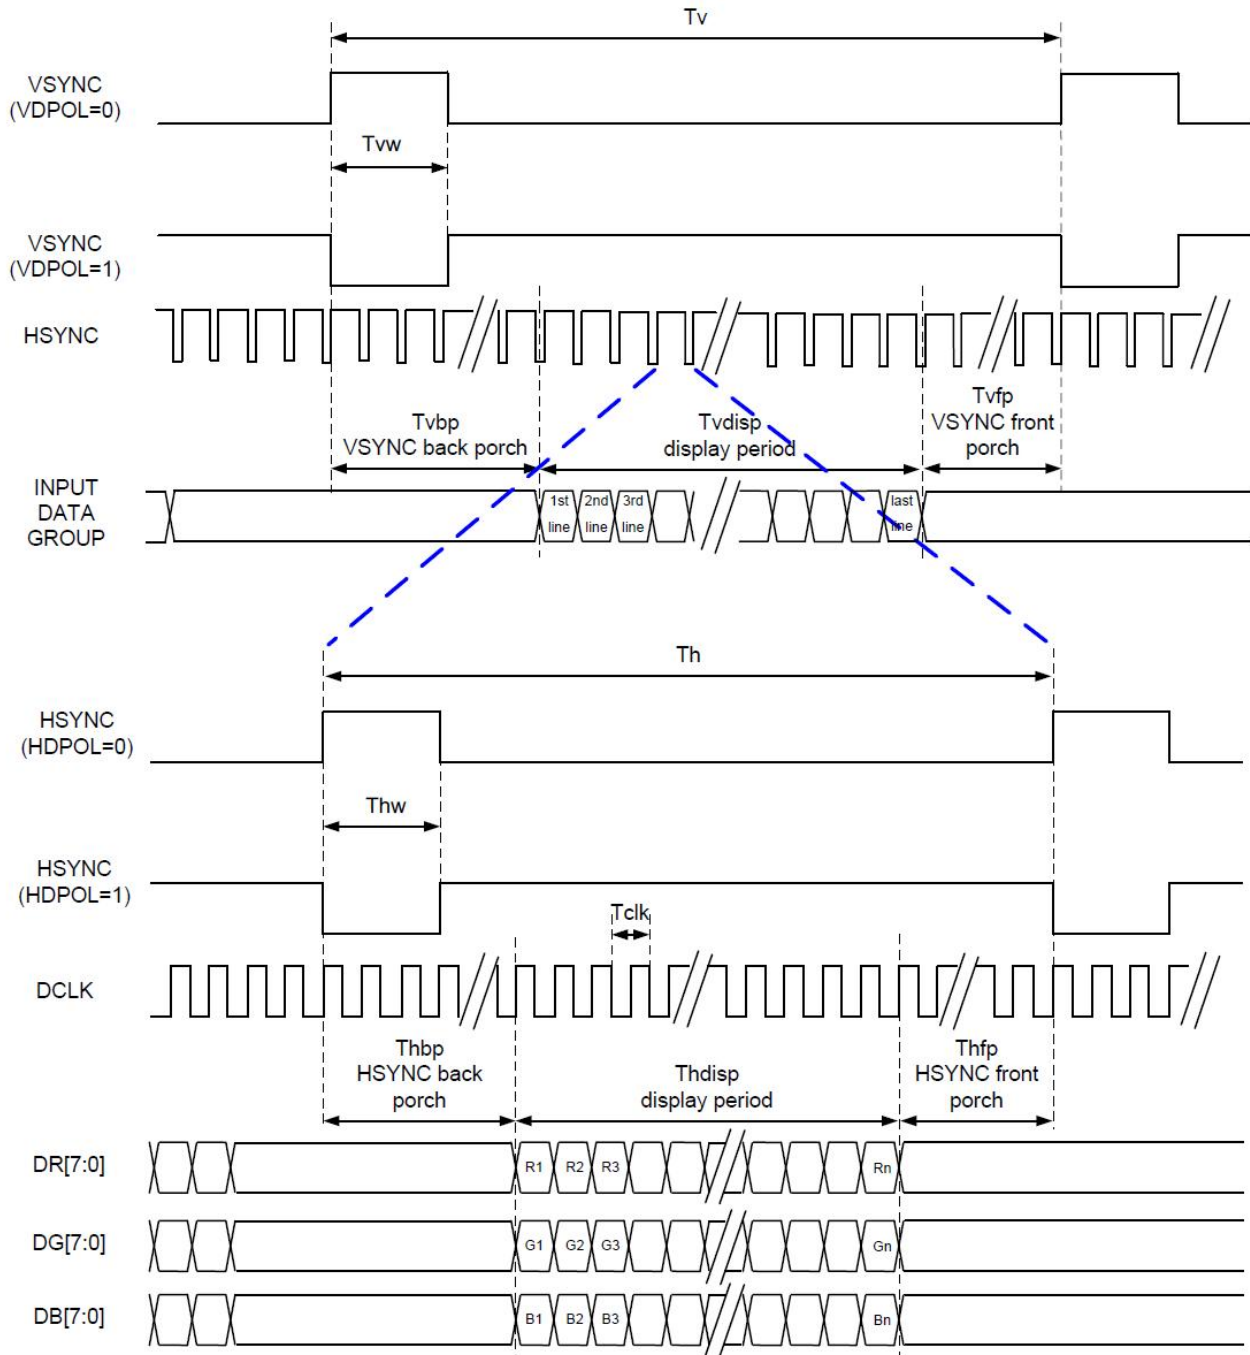 Tv
VSYNC
(VDPOL=0)
Tvw
VSYNC
(VDPOL=1)
HSYNC
Tvbp
VSYNC back porch
Tvdisp
display period
Tvfp
VSYNC front
porch
INPUT
DATA
GROUP
1st
line
2nd
line
3rd
line
last
line
Th
HSYNC
(HDPOL=0)
Thw
HSYNC
(HDPOL=1)
Tclk
DCLK
Thbp
HSYNC back
porch
Thdisp
display period
Thfp
HSYNC front
porch
DR[7:0]
R1 R2 R3 Rn
DG[7:0]
G1 G2 G3 Gn
DB[7:0]
B1 B2 B3 Bn